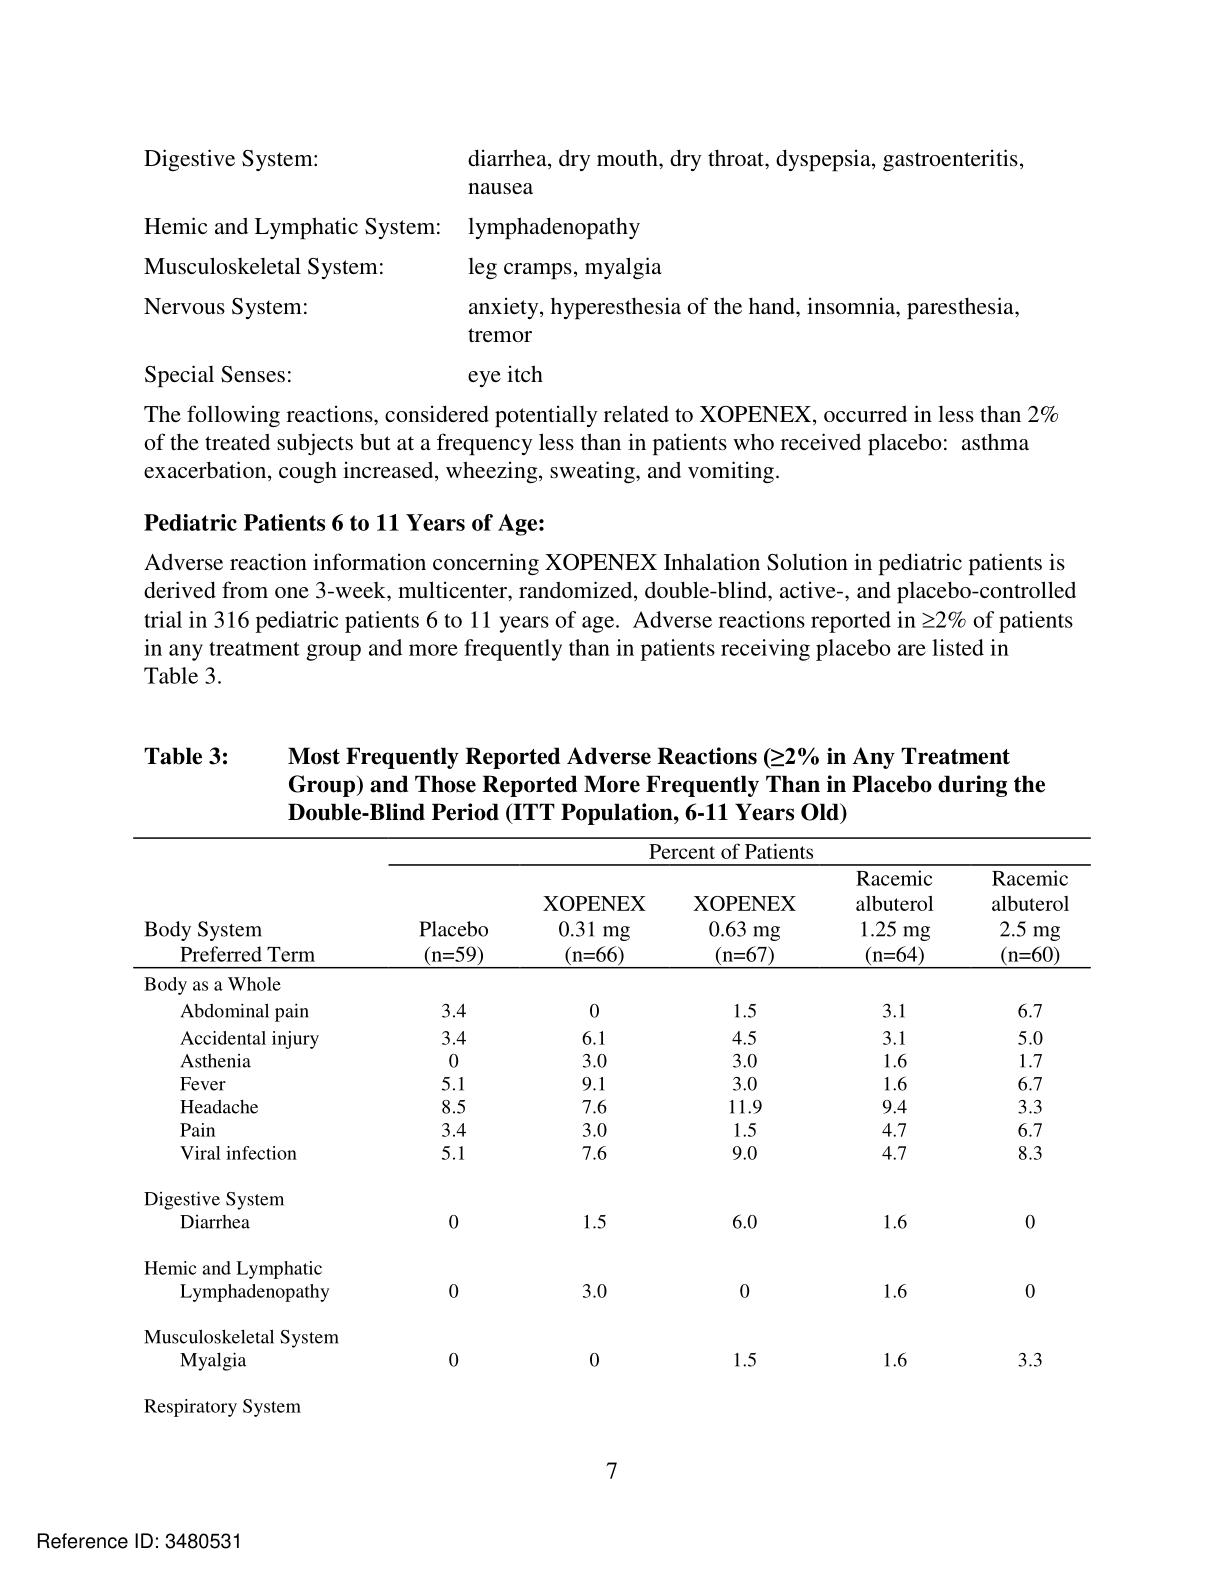 Digestive System: diarrhea, dry mouth, dry throat, dyspepsia, gastroenteritis,
nausea
Hemic and Lymphatic System: lymphadenopathy
Musculoskeletal System: leg cramps, myalgia
Nervous System: anxiety, hyperesthesia of the hand, insomnia, paresthesia,
tremor
Special Senses: eye itch
The following reactions, considered potentially related to XOPENEX, occurred in less than 2%
of the treated subjects but at a frequency less than in patients who received placebo:  asthma
exacerbation, cough increased, wheezing, sweating, and vomiting.
Pediatric Patients 6 to 11 Years of Age:
Adverse reaction information concerning XOPENEX Inhalation Solution in pediatric patients is
derived from one 3-week, multicenter, randomized, double-blind, active-, and placebo-controlled
trial in 316 pediatric patients 6 to 11 years of age.  Adverse reactions reported in ≥2% of patients
in any treatment group and more frequently than in patients receiving placebo are listed in
Table 3.
Table 3: Most Frequently Reported Adverse Reactions (≥2% in Any Treatment
Group) and Those Reported More Frequently Than in Placebo during the
Double-Blind Period (ITT Population, 6-11 Years Old)
Percent of Patients
Racemic Racemic
XOPENEX XOPENEX albuterol albuterol
Body System Placebo 0.31 mg 0.63 mg 1.25 mg 2.5 mg
Preferred Term (n=59) (n=66) (n=67) (n=64) (n=60)
Body as a Whole
Abdominal pain 3.4 0 1.5 3.1 6.7
Accidental injury 3.4 6.1 4.5 3.1 5.0
Asthenia 0 3.0 3.0 1.6 1.7
Fever 5.1 9.1 3.0 1.6 6.7
Headache 8.5 7.6 11.9 9.4 3.3
Pain 3.4 3.0 1.5 4.7 6.7
Viral infection 5.1 7.6 9.0 4.7 8.3
Digestive System
Diarrhea 0 1.5 6.0 1.6 0
Hemic and Lymphatic
Lymphadenopathy 0 3.0 0 1.6 0
Musculoskeletal System
Myalgia 0 0 1.5 1.6 3.3
Respiratory System
7
Reference ID: 3480531